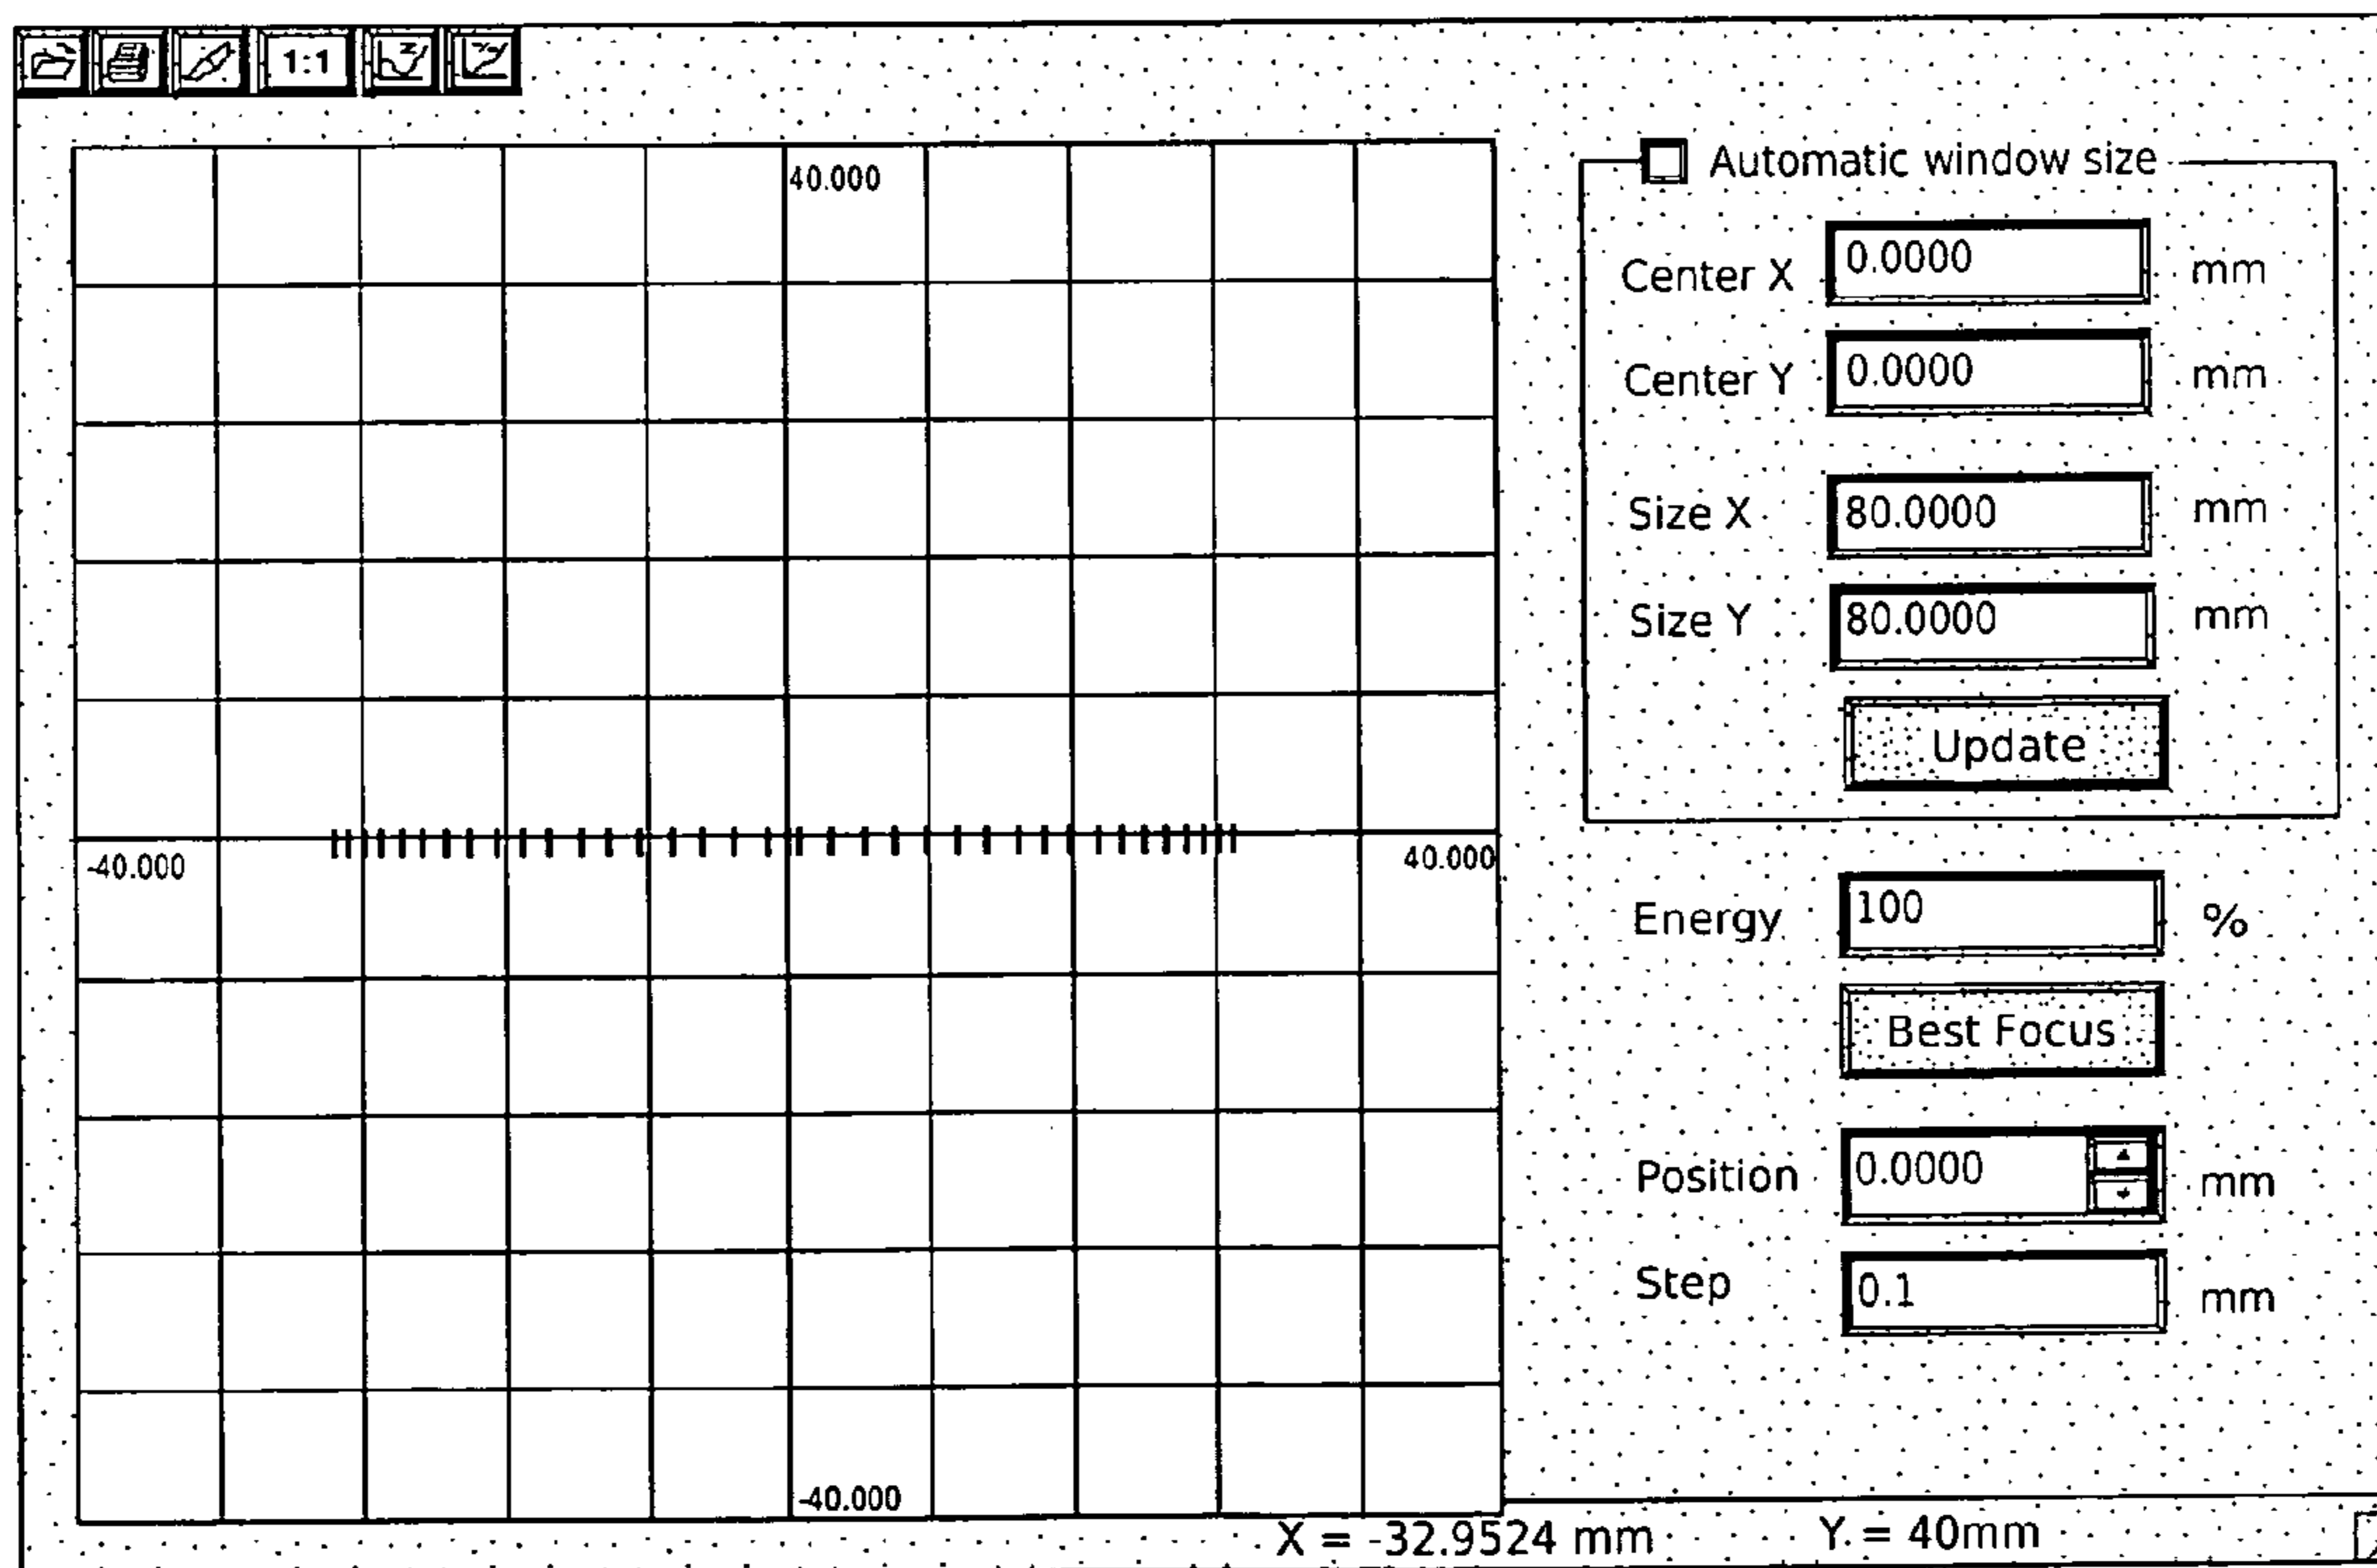 1:1
40.000
-40.000
40.000
-40.000
Automatic window size
Center X 0.0000 mm
Center Y 0.0000 mm
Size X 80.0000 mm
Size Y 80.0000 mm
Update
Energy 100 %
Best Focus
Position 0.0000 mm
Step 0.1 mm
X = -32.9524 mm Y = 40mm